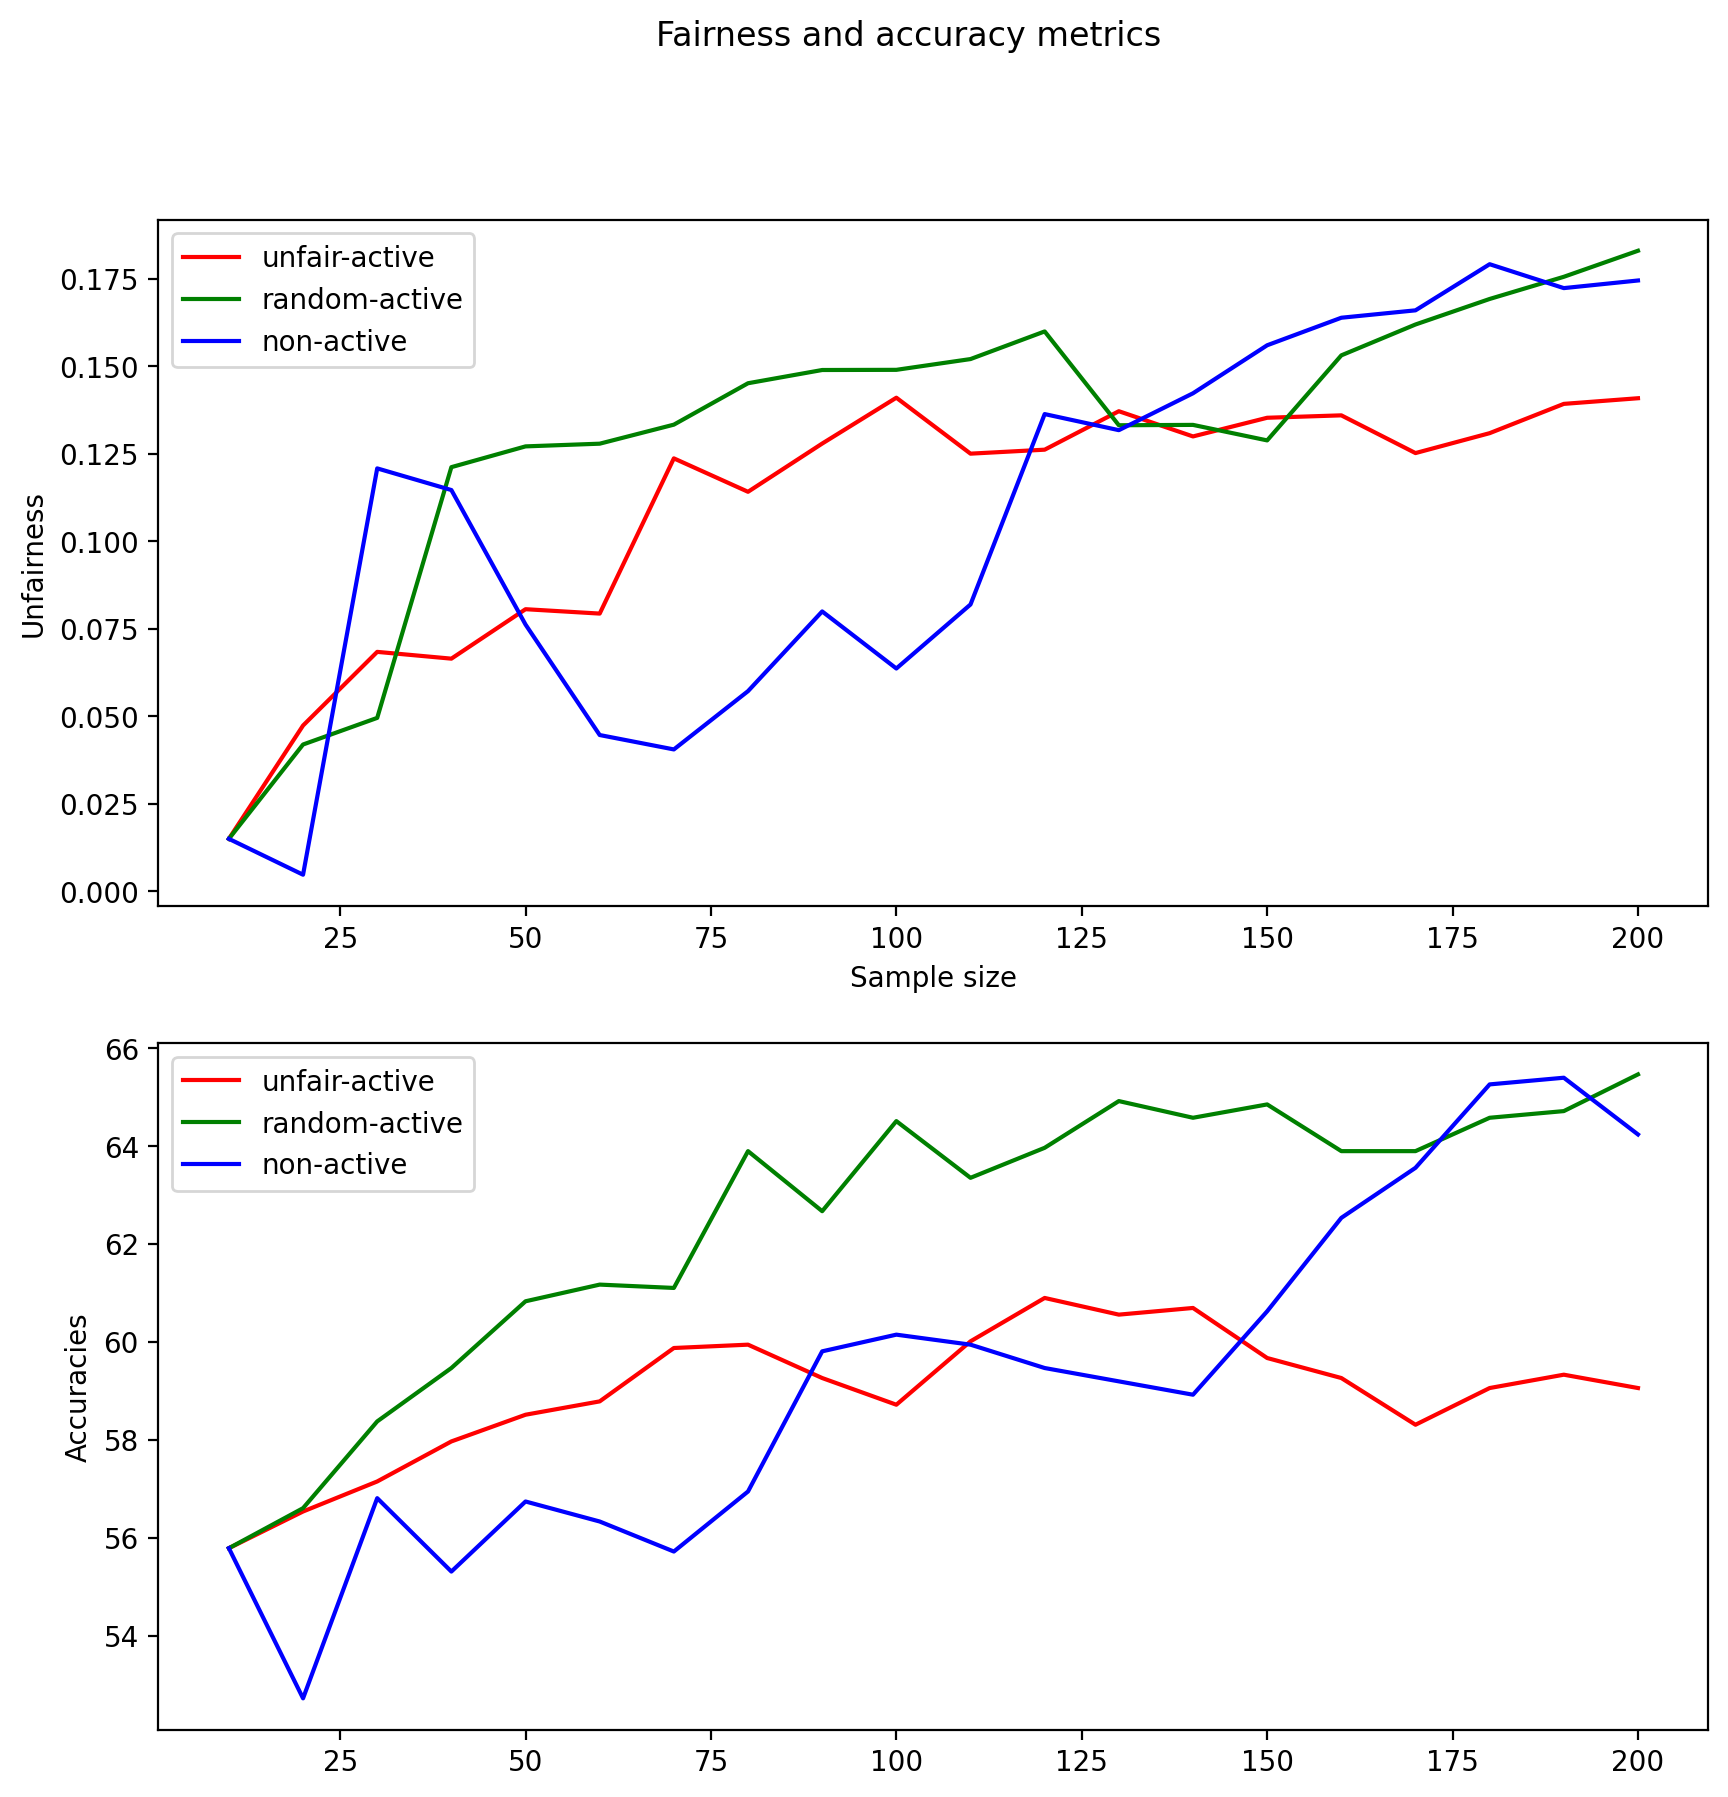 Fairness and accuracy metrics
unfair-active
random-active
non-active
0.175
0.150
0.125
0.100
0.075
0.050
0.025
0.000
Unfairness
25 50 75 100 125 150 175 200
Sample size
unfair-active
random-active
non-active
66
64
62
60
58
56
54
Accuracies
25 50 75 100 125 150 175 200